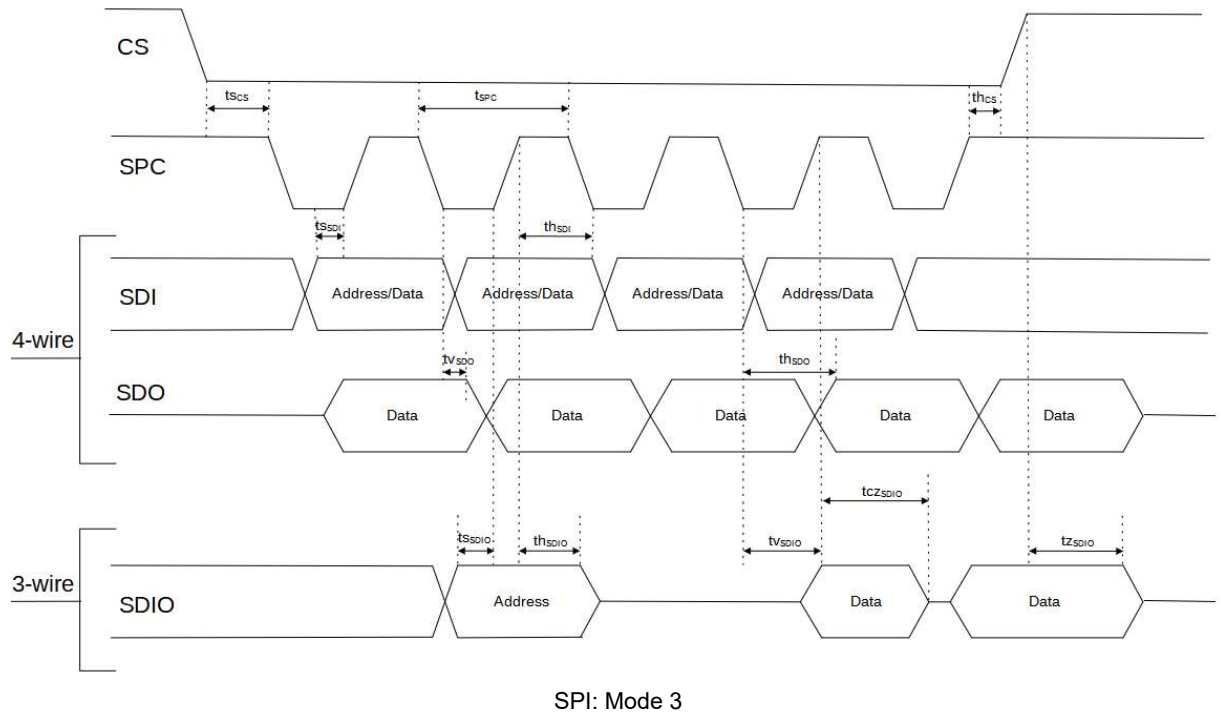 CS
tsCS
tSPC
thCS
SPC
tsSDI
thSDI
4-wire
SDI
Address/Data
Address/Data
Address/Data
Address/Data
tvSDO
thSDO
SDO
Data
Data
Data
Data
Data
tczSDIO
3-wire
tsSDIO
thSDIO
tvSDIO
tzSDIO
SDIO
Address
Data
Data
SPI: Mode 3